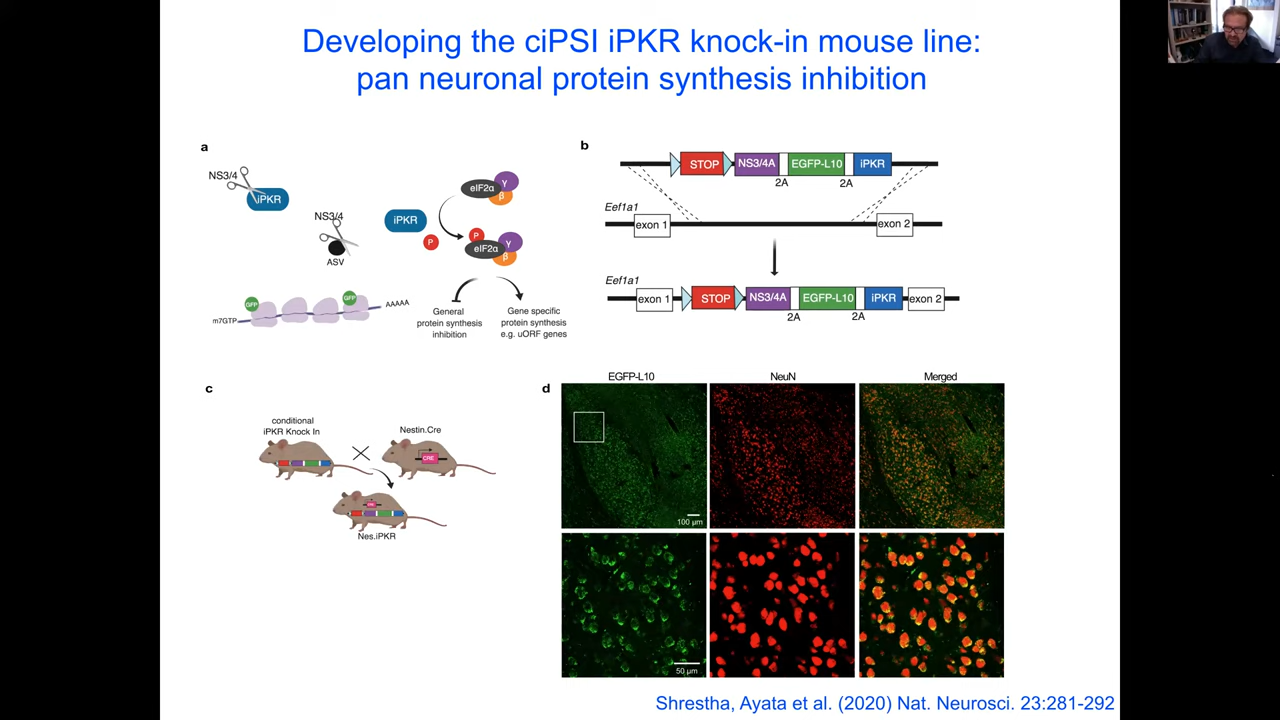 Developing the ciPSI iPKR knock-in mouse line:
pan neuronal protein synthesis inhibition
a
NS3/4
iPKR
NS3/4
ASV
GFP
GFP
m7GTP
AAAAA
iPKR
P
eIF2α
γ
β
P
eIF2α
γ
β
General
protein synthesis
inhibition
Gene specific
protein synthesis
e.g. uORF genes
b
STOP
NS3/4A
EGFP-L10
iPKR
2A
2A
Eef1a1
exon 1
exon 2
Eef1a1
exon 1
STOP
NS3/4A
EGFP-L10
iPKR
exon 2
2A
2A
c
conditional
iPKR Knock In
Nestin.Cre
CRE
Nes.iPKR
d
EGFP-L10
NeuN
Merged
100 μm
50 μm
Shrestha, Ayata et al. (2020) Nat. Neurosci. 23:281-292